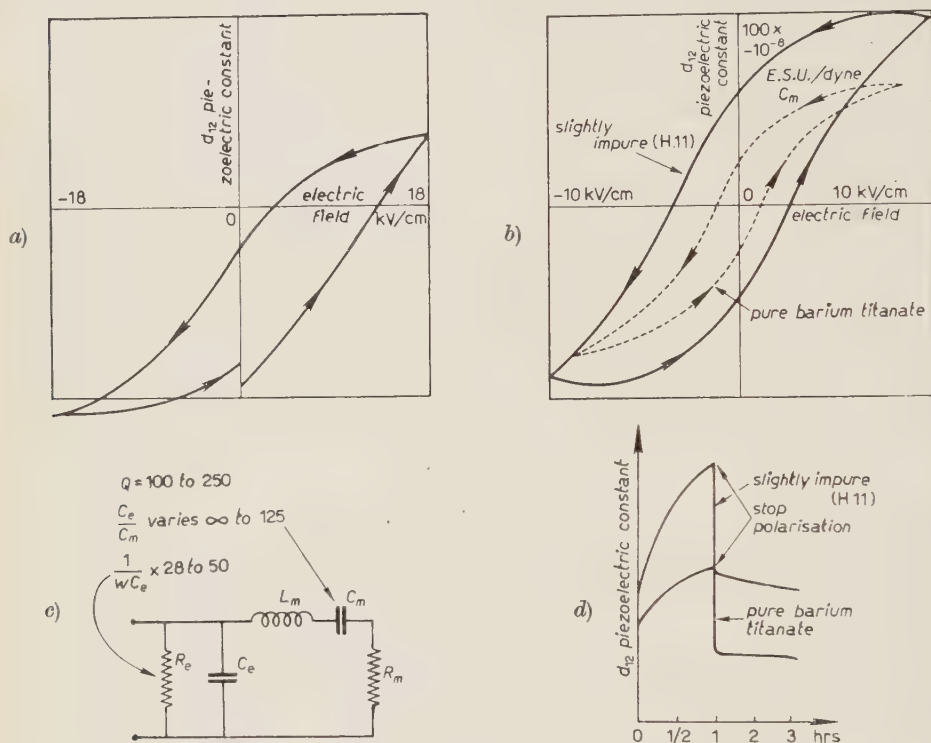 a)
d₁₂ pie-
zoelectric constant
-18
0
electric
field
18
kV/cm
b)
d₁₂
piezoelectric
constant
100 x
-10⁻⁸
E.S.U./dyne
Cm
slightly
impure (H.11)
-10 kV/cm
0
10 kV/cm
electric field
pure barium titanate
c)
Q = 100 to 250
Ce/Cm varies ∞ to 125
1/wCe x 28 to 50
Lm
Cm
Re
Ce
Rm
d)
d₁₂ piezoelectric constant
slightly impure
(H 11)
stop
polarisation
pure barium
titanate
0 1/2 1 2 3 hrs